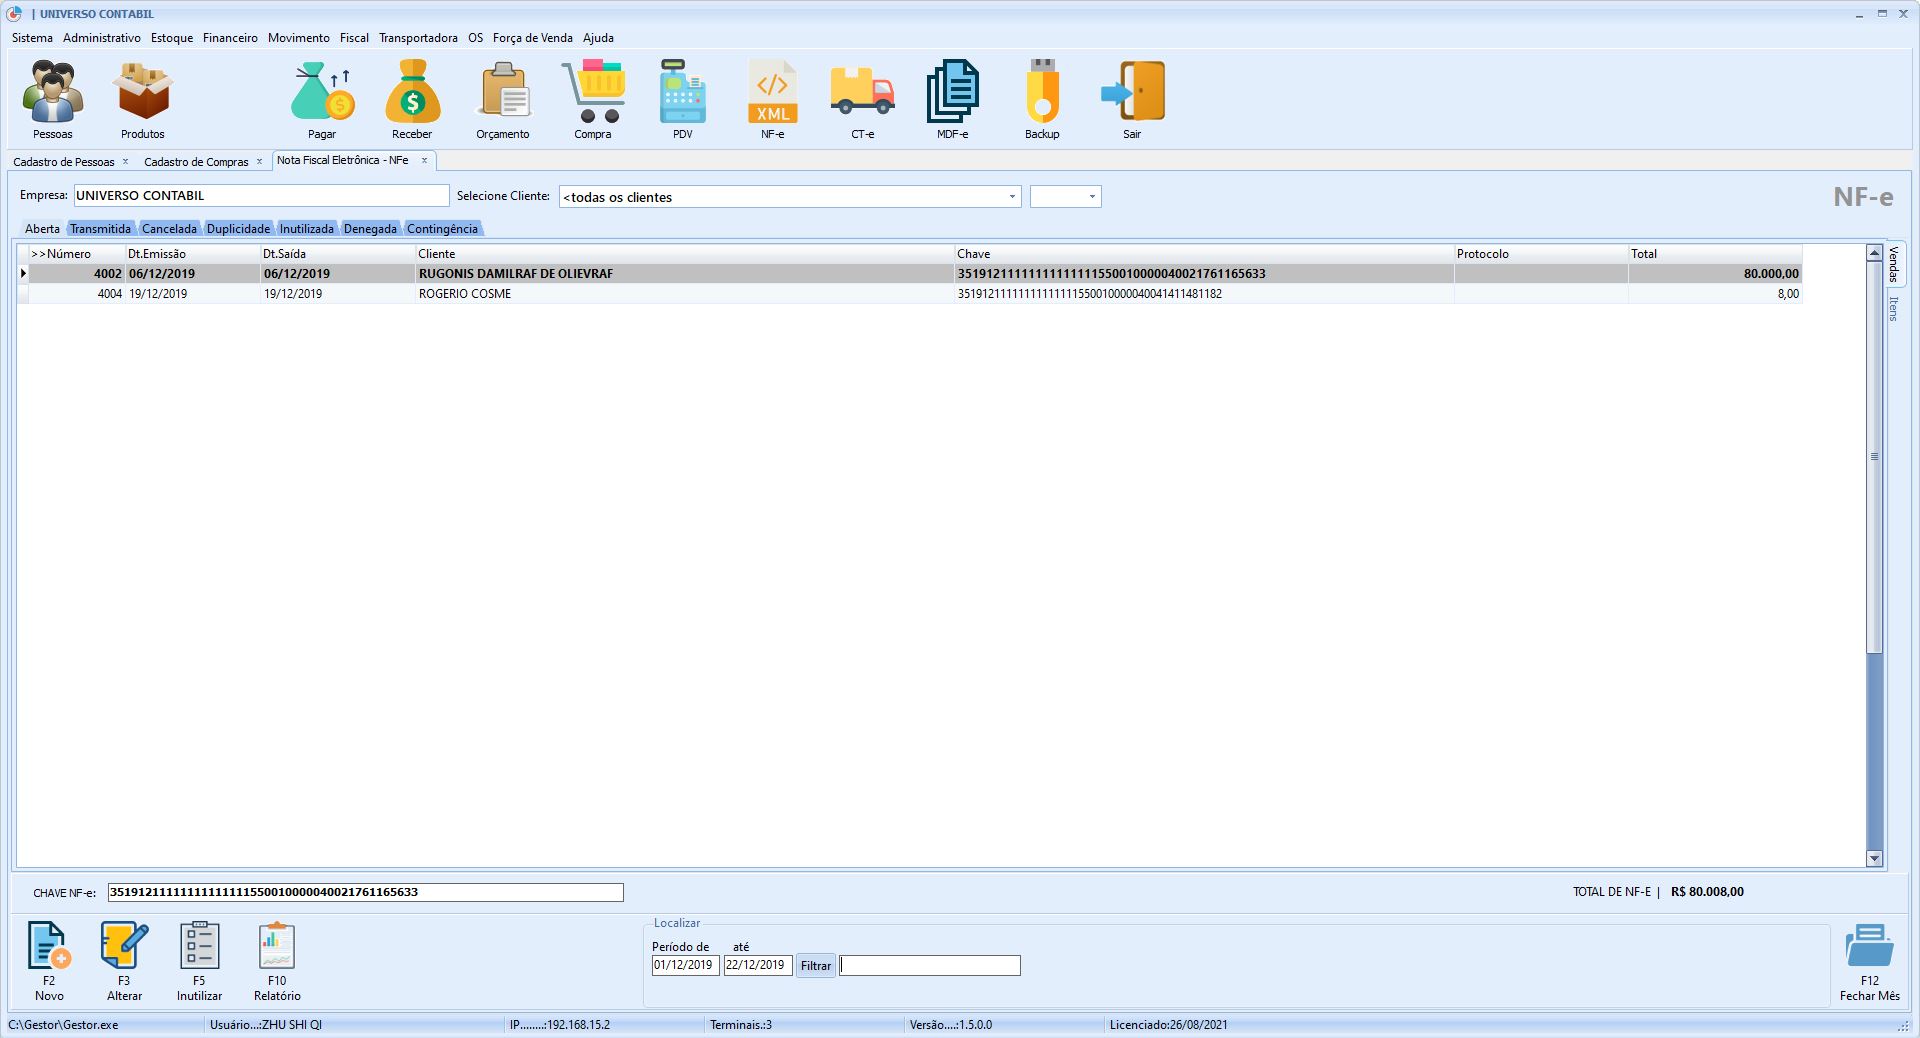 | UNIVERSO CONTABIL
Sistema Administrativo Estoque Financeiro Movimento Fiscal Transportadora OS Força de Venda Ajuda
XML
Pessoas Produtos Pagar Receber Orçamento Compra PDV NF-e CT-e MDF-e Backup Sair
Cadastro de Pessoas x Cadastro de Compras x Nota Fiscal Eletrônica - NFe x
Empresa: UNIVERSO CONTABIL Selecione Cliente: <todas os clientes NF-e
Aberta Transmitida Cancelada Duplicidade Inutilizada Denegada Contingência
>>Número Dt.Emissão Dt.Saída Cliente Chave Protocolo Total
4002 06/12/2019 06/12/2019 RUGONIS DAMILRAF DE OLIEVRAF 35191211111111111111550010000040021761165633 80.000,00
4004 19/12/2019 19/12/2019 ROGERIO COSME 35191211111111111111550010000040041411481182 8,00
Vendas
Itens
CHAVE NF-e: 35191211111111111111550010000040021761165633 TOTAL DE NF-E | R$ 80.008,00
Localizar
Período de até
01/12/2019 22/12/2019 Filtrar
F2 F3 F5 F10 F12
Novo Alterar Inutilizar Relatório Fechar Mês
C:\Gestor\Gestor.exe Usuário...:ZHU SHI QI IP........:192.168.15.2 Terminais.:3 Versão....:1.5.0.0 Licenciado:26/08/2021